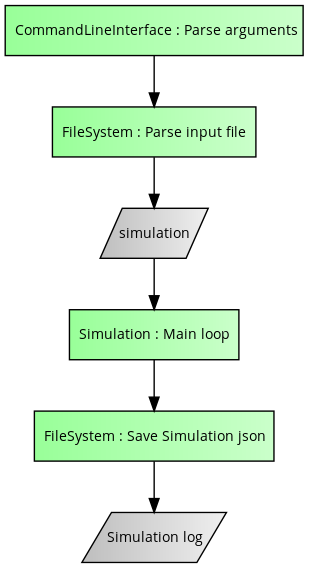 CommandLineInterface : Parse arguments
FileSystem : Parse input file
simulation
Simulation : Main loop
FileSystem : Save Simulation json
Simulation log